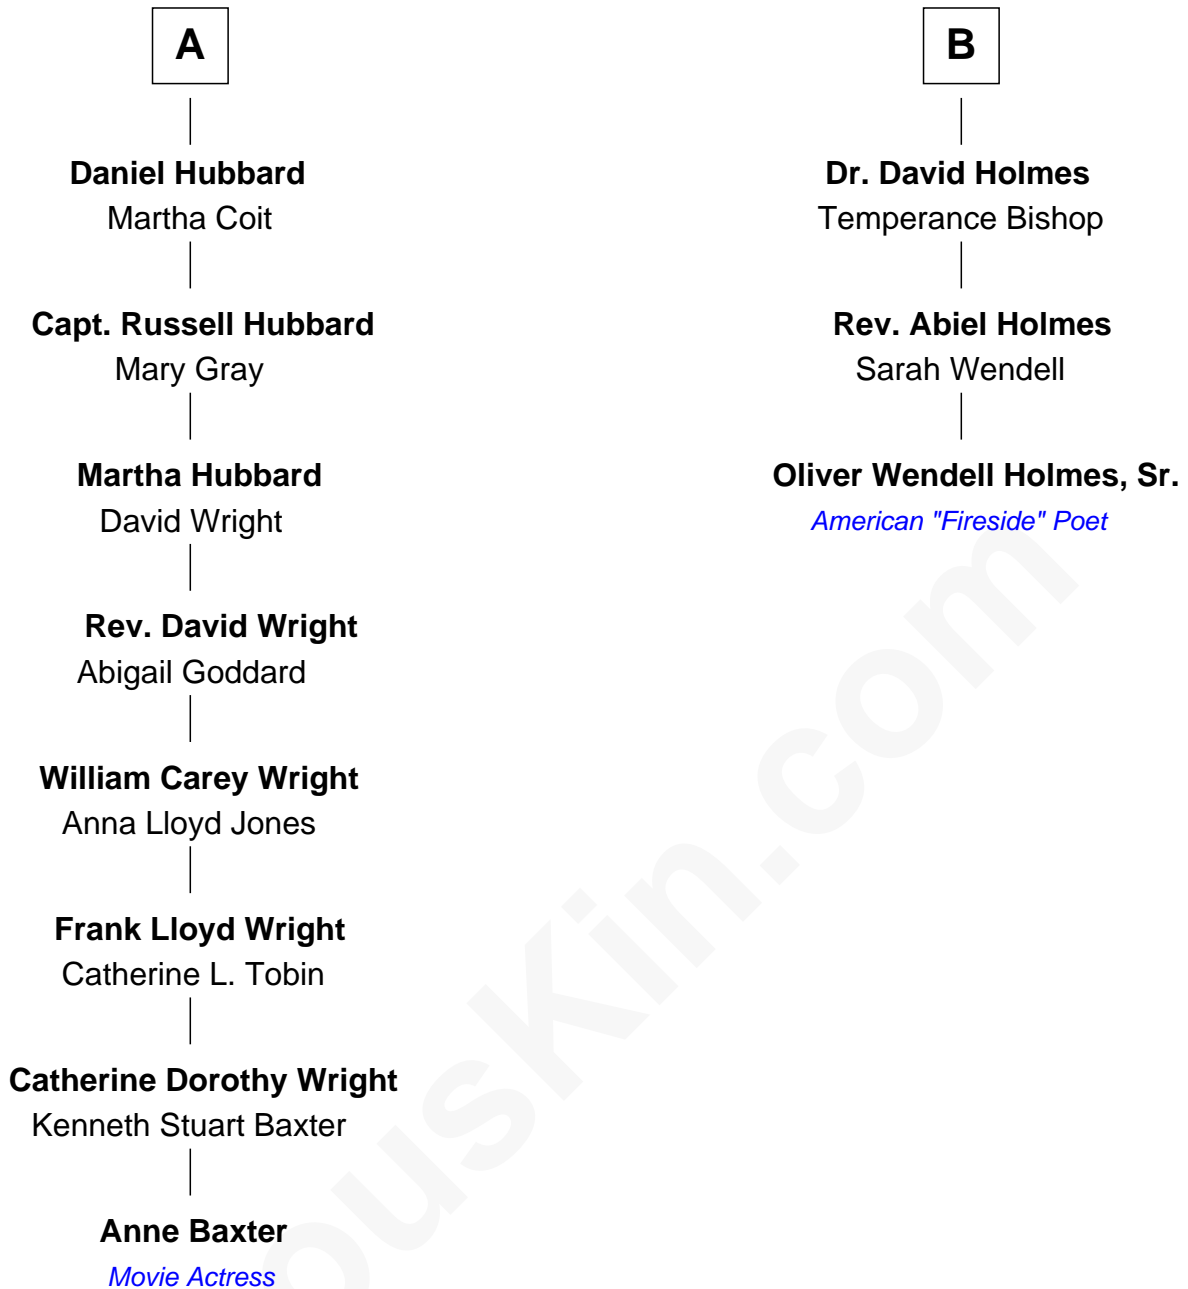 A
Daniel Hubbard
Martha Coit
Capt. Russell Hubbard
Mary Gray
Martha Hubbard
David Wright
Rev. David Wright
Abigail Goddard
William Carey Wright
Anna Lloyd Jones
Frank Lloyd Wright
Catherine L. Tobin
Catherine Dorothy Wright
Kenneth Stuart Baxter
Anne Baxter
Movie Actress
B
Dr. David Holmes
Temperance Bishop
Rev. Abiel Holmes
Sarah Wendell
Oliver Wendell Holmes, Sr.
American "Fireside" Poet
ousKin.com